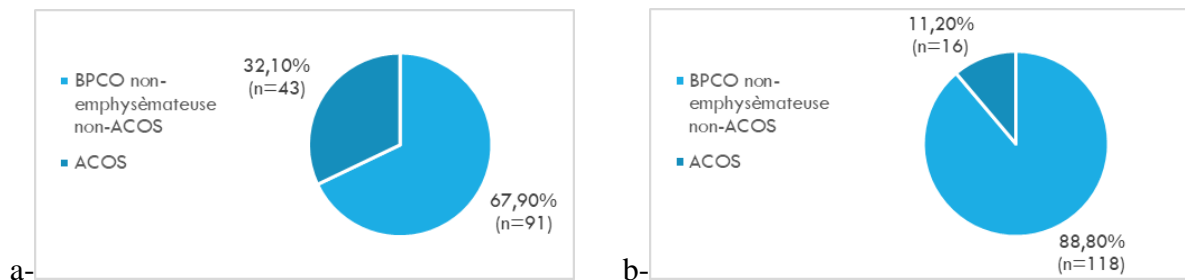 BPCO non-
emphysèmateuse
non-ACOS
ACOS
32,10%
(n=43)
67,90%
(n=91)
a-
BPCO non-
emphysèmateuse
non-ACOS
ACOS
11,20%
(n=16)
88,80%
(n=118)
b-